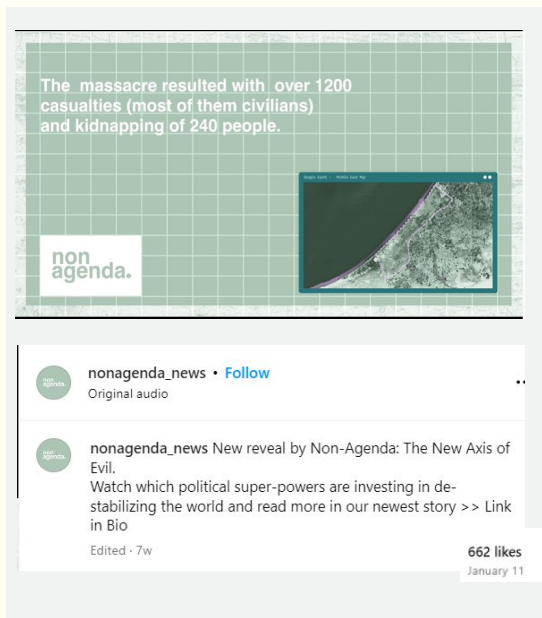 The massacre resulted with over 1200
casualties (most of them civilians)
and kidnapping of 240 people.
non
agenda.
nonagenda_news • Follow
Original audio
nonagenda_news New reveal by Non-Agenda: The New Axis of
Evil.
Watch which political super-powers are investing in de-
stabilizing the world and read more in our newest story >> Link
in Bio
Edited · 7w
662 likes
January 11